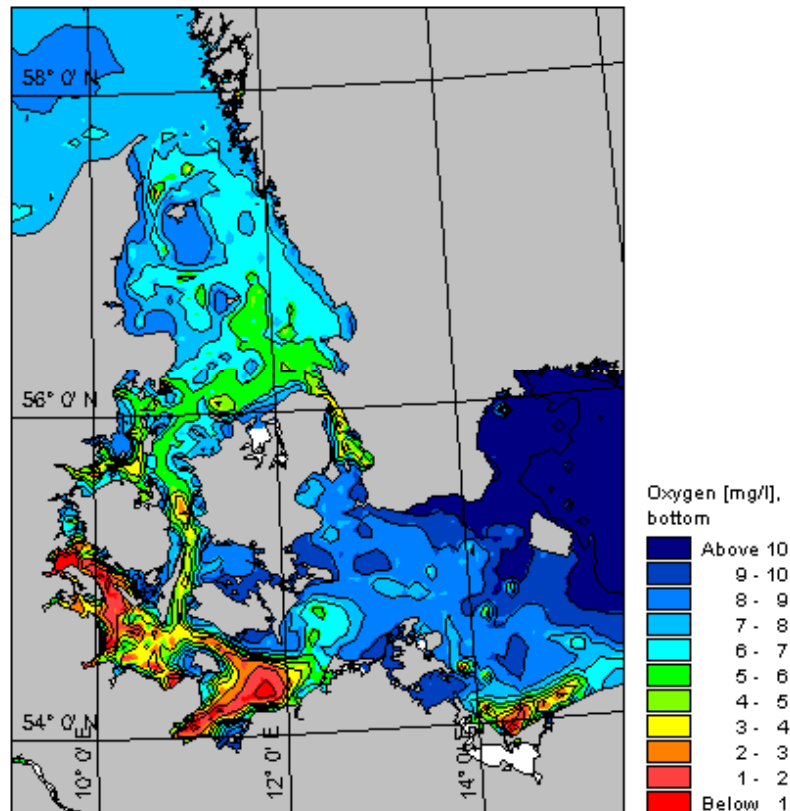 58° 0' N
56° 0' N
54° 0' N
10° 0' E
12° 0' E
14° 0' E
Oxygen [mg/l],
bottom
Above 10
9 - 10
8 - 9
7 - 8
6 - 7
5 - 6
4 - 5
3 - 4
2 - 3
1 - 2
Below 1